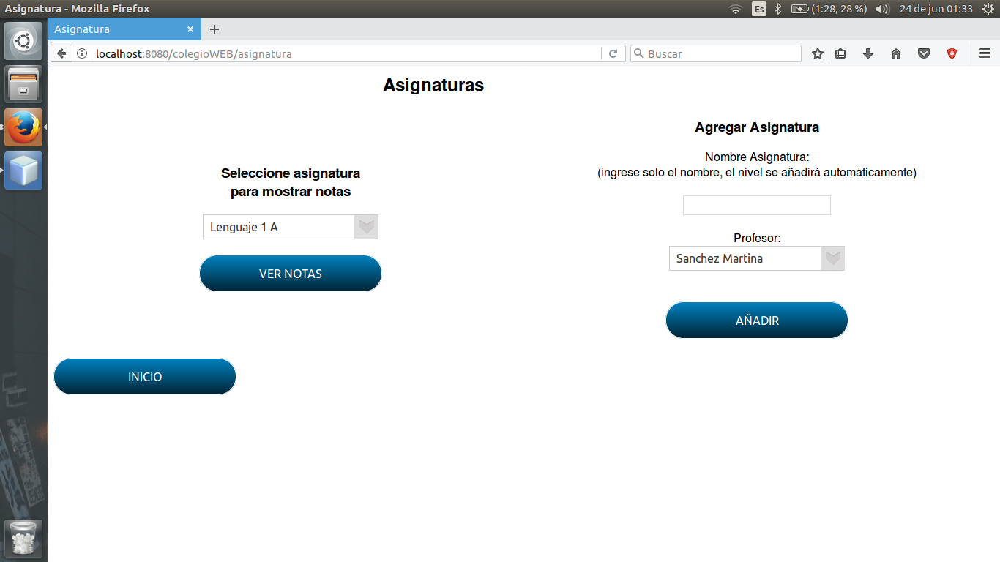 Asignatura - Mozilla Firefox
Es
(1:28, 28 %)
24 de jun 01:33
Asignatura
localhost:8080/colegioWEB/asignatura
Buscar
Asignaturas
Seleccione asignatura
para mostrar notas
Lenguaje 1 A
VER NOTAS
Agregar Asignatura
Nombre Asignatura:
(ingrese solo el nombre, el nivel se añadirá automáticamente)
Profesor:
Sanchez Martina
AÑADIR
INICIO